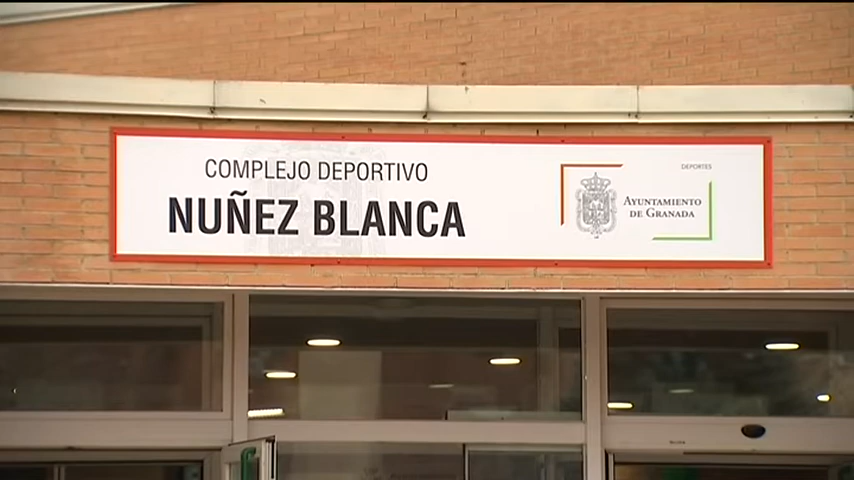 COMPLEJO DEPORTIVO
NUÑEZ BLANCA
DEPORTES
AYUNTAMIENTO
DE GRANADA